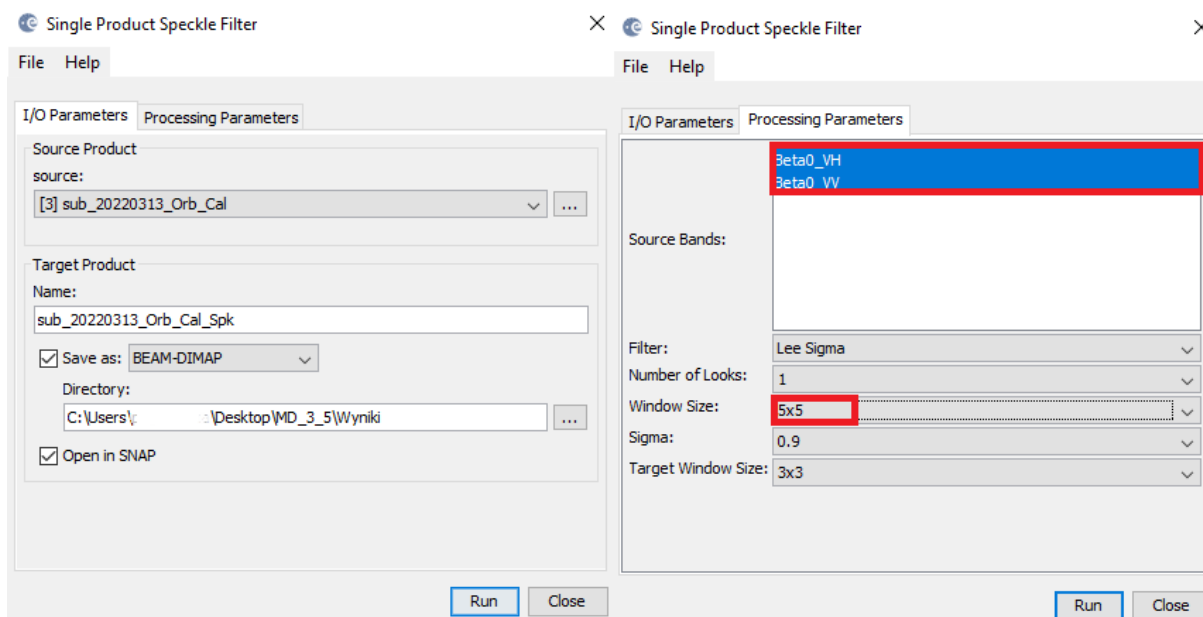 Single Product Speckle Filter
File Help
I/O Parameters Processing Parameters
Source Product
source:
[3] sub_20220313_Orb_Cal
...
Target Product
Name:
sub_20220313_Orb_Cal_Spk
Save as: BEAM-DIMAP
Directory:
C:\Users\ \Desktop\MD_3_5\Wyniki
...
Open in SNAP
Run Close
Single Product Speckle Filter
File Help
I/O Parameters Processing Parameters
Source Bands:
Beta0_VH
Beta0_VV
Filter: Lee Sigma
Number of Looks: 1
Window Size: 5x5
Sigma: 0.9
Target Window Size: 3x3
Run Close